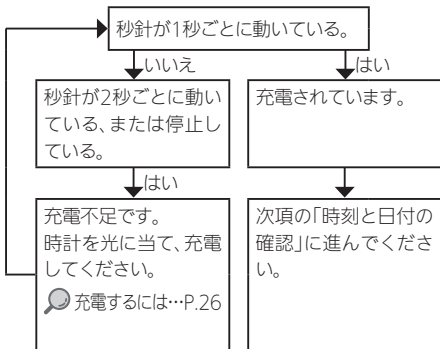 秒針が1秒ごとに動いている。
いいえ
はい
秒針が2秒ごとに動い
ている、または停止し
ている。
充電されています。
はい
充電不足です。
時計を光に当て、充電
してください。
充電するには…P.26
次項の「時刻と日付の
確認」に進んでくださ
い。